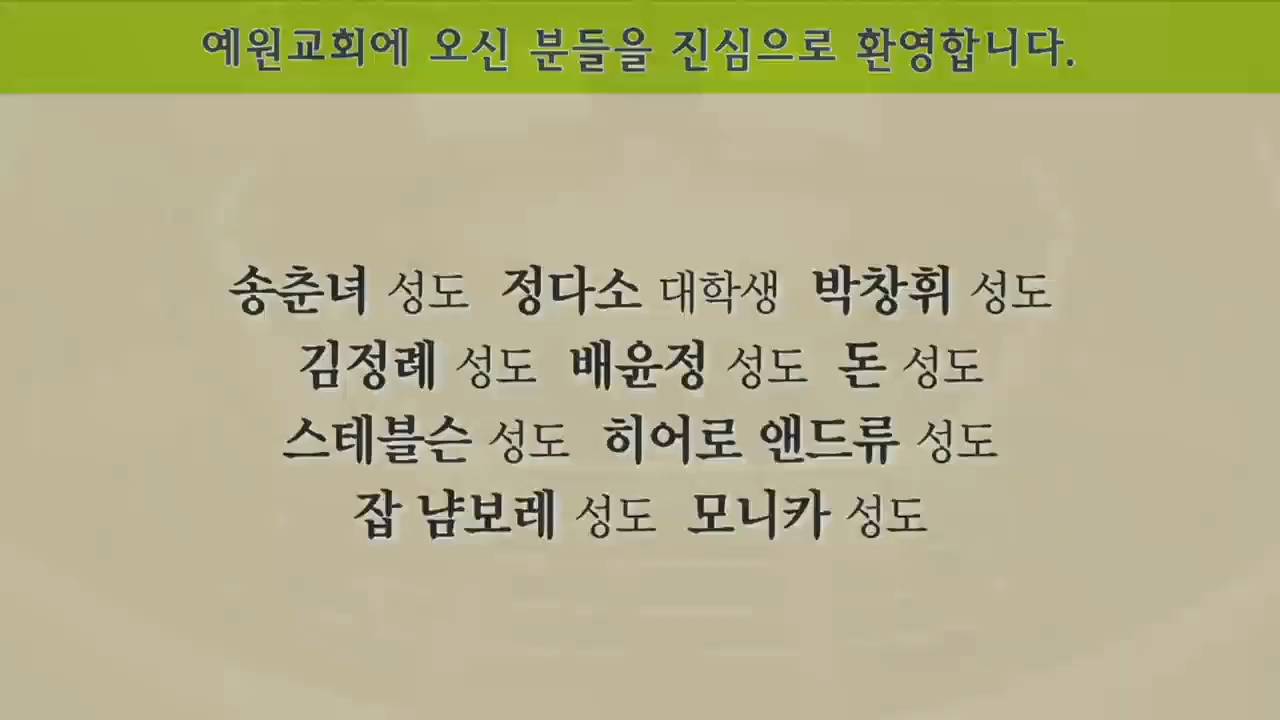 예원교회에 오신 분들을 진심으로 환영합니다.
송춘녀 성도 정다소 대학생 박창휘 성도
김정례 성도 배윤정 성도 돈 성도
스테블슨 성도 히어로 앤드류 성도
잡 냠보레 성도 모니카 성도